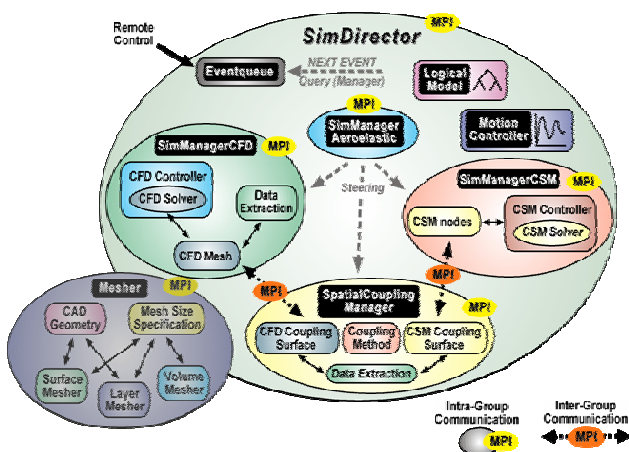 Remote
Control
SimDirector
MPI
Eventqueue
NEXT EVENT
Query (Manager)
Logical
Model
MPI
SimManager
Aeroelastic
Motion
Controller
SimManagerCFD
MPI
CFD Controller
CFD Solver
Data
Extraction
CFD Mesh
Steering
SimManagerCSM
MPI
CSM nodes
CSM Controller
CSM Solver
MPI
MPI
Mesher
MPI
CAD
Geometry
Mesh Size
Specification
Surface
Mesher
Layer
Mesher
Volume
Mesher
SpatialCoupling
Manager
MPI
CFD Coupling
Surface
Coupling
Method
CSM Coupling
Surface
Data Extraction
Intra-Group
Communication
MPI
Inter-Group
Communication
MPI